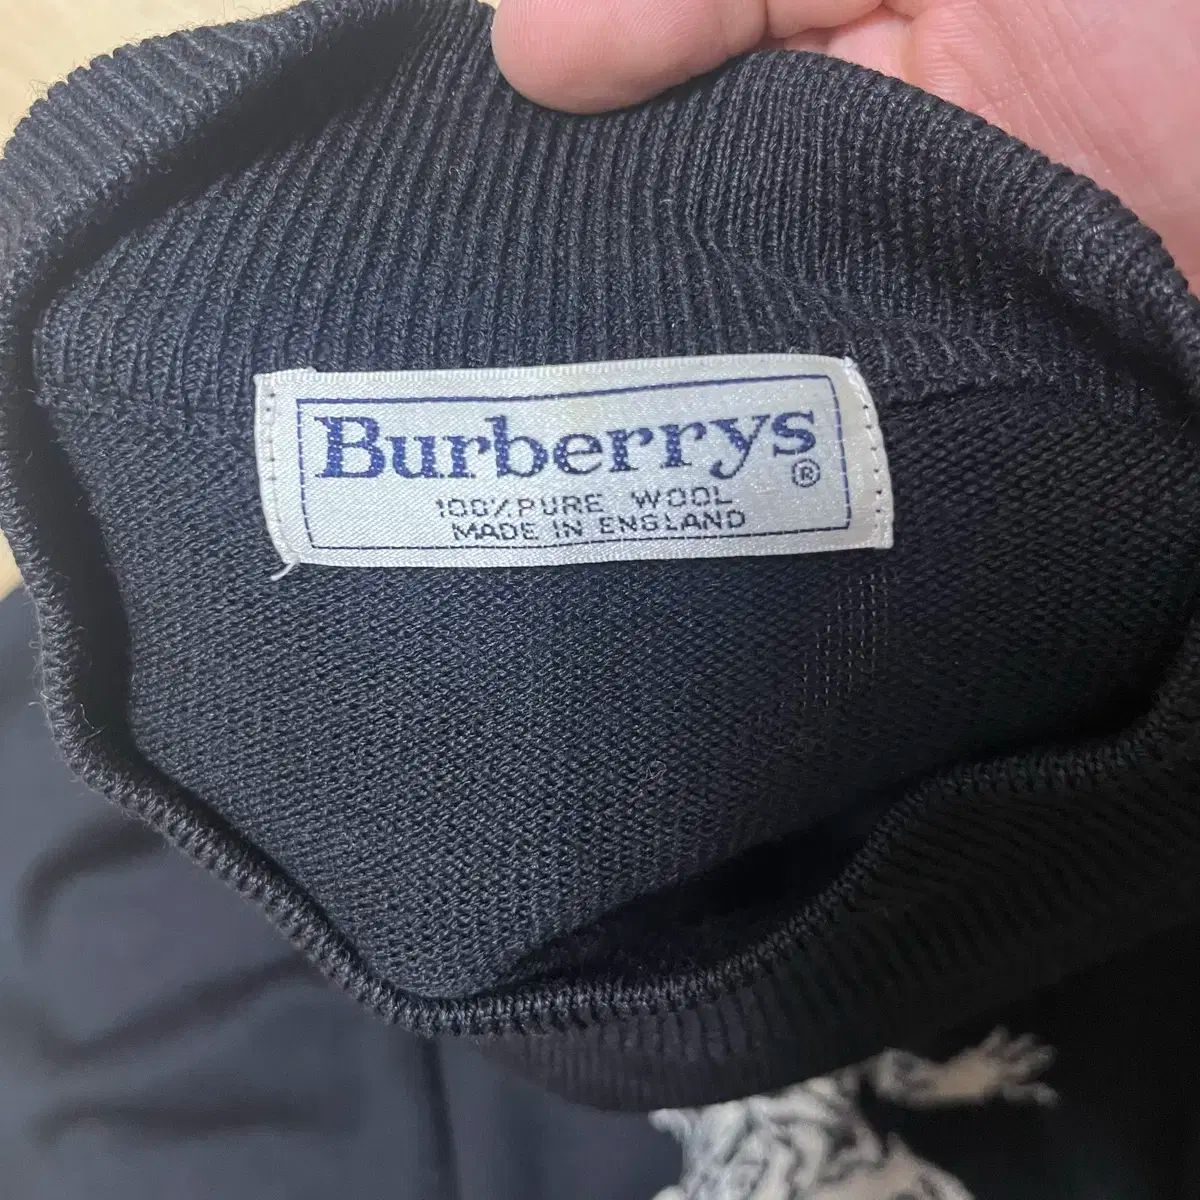 Burberrys
®
100% PURE WOOL
MADE IN ENGLAND